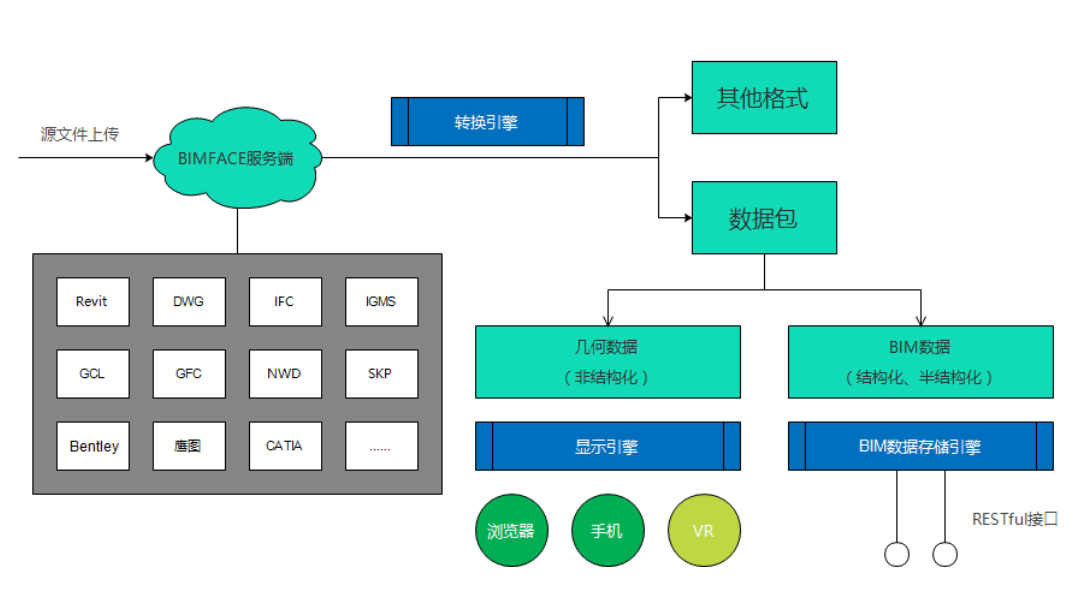 其他格式
转换引擎
源文件上传
BIMFACE服务端
数据包
Revit
DWG
IFC
IGMS
GCL
GFC
NWD
SKP
Bentley
鹰图
CATIA
......
几何数据
（非结构化）
BIM数据
（结构化、半结构化）
显示引擎
BIM数据存储引擎
浏览器
手机
VR
RESTful接口